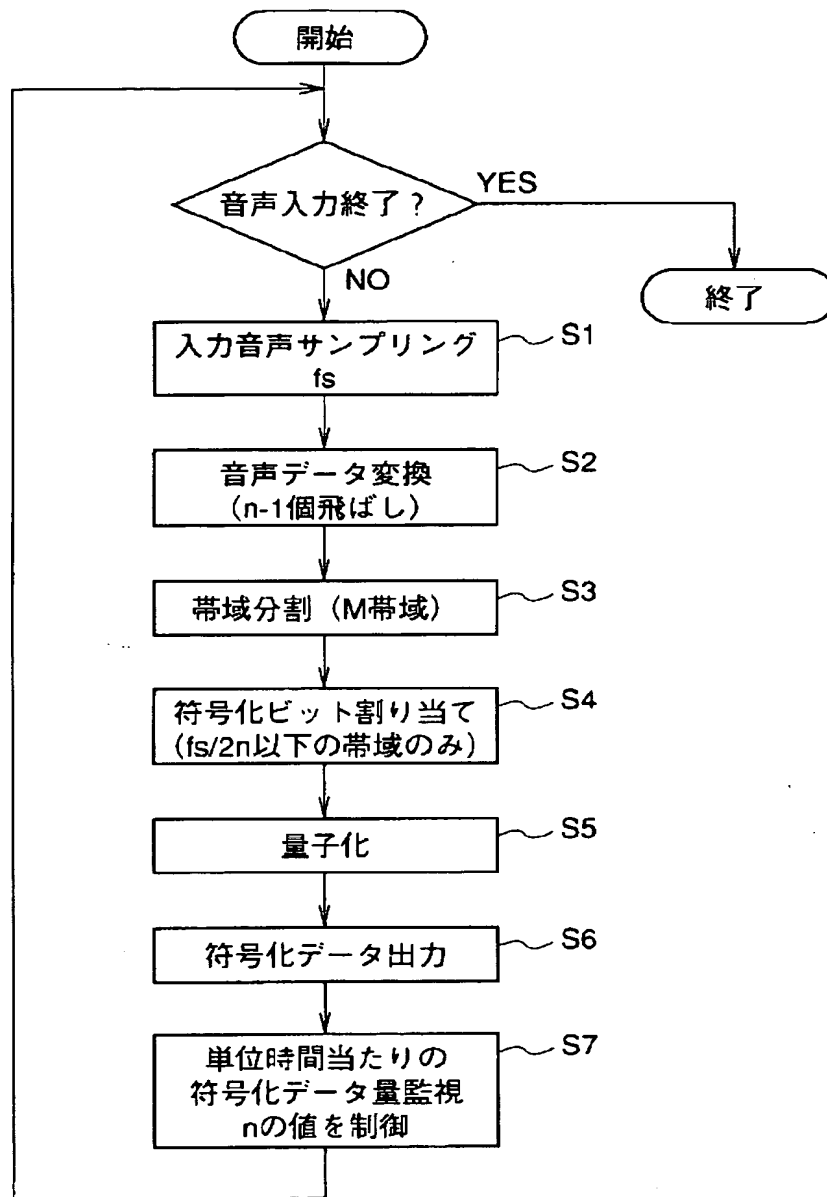 開始
音声入力終了?
YES
NO
終了
入力音声サンプリング
fs
S1
音声データ変換
(n-1個飛ばし)
S2
帯域分割(M帯域)
S3
符号化ビット割り当て
(fs/2n以下の帯域のみ)
S4
量子化
S5
符号化データ出力
S6
単位時間当たりの
符号化データ量監視
nの値を制御
S7